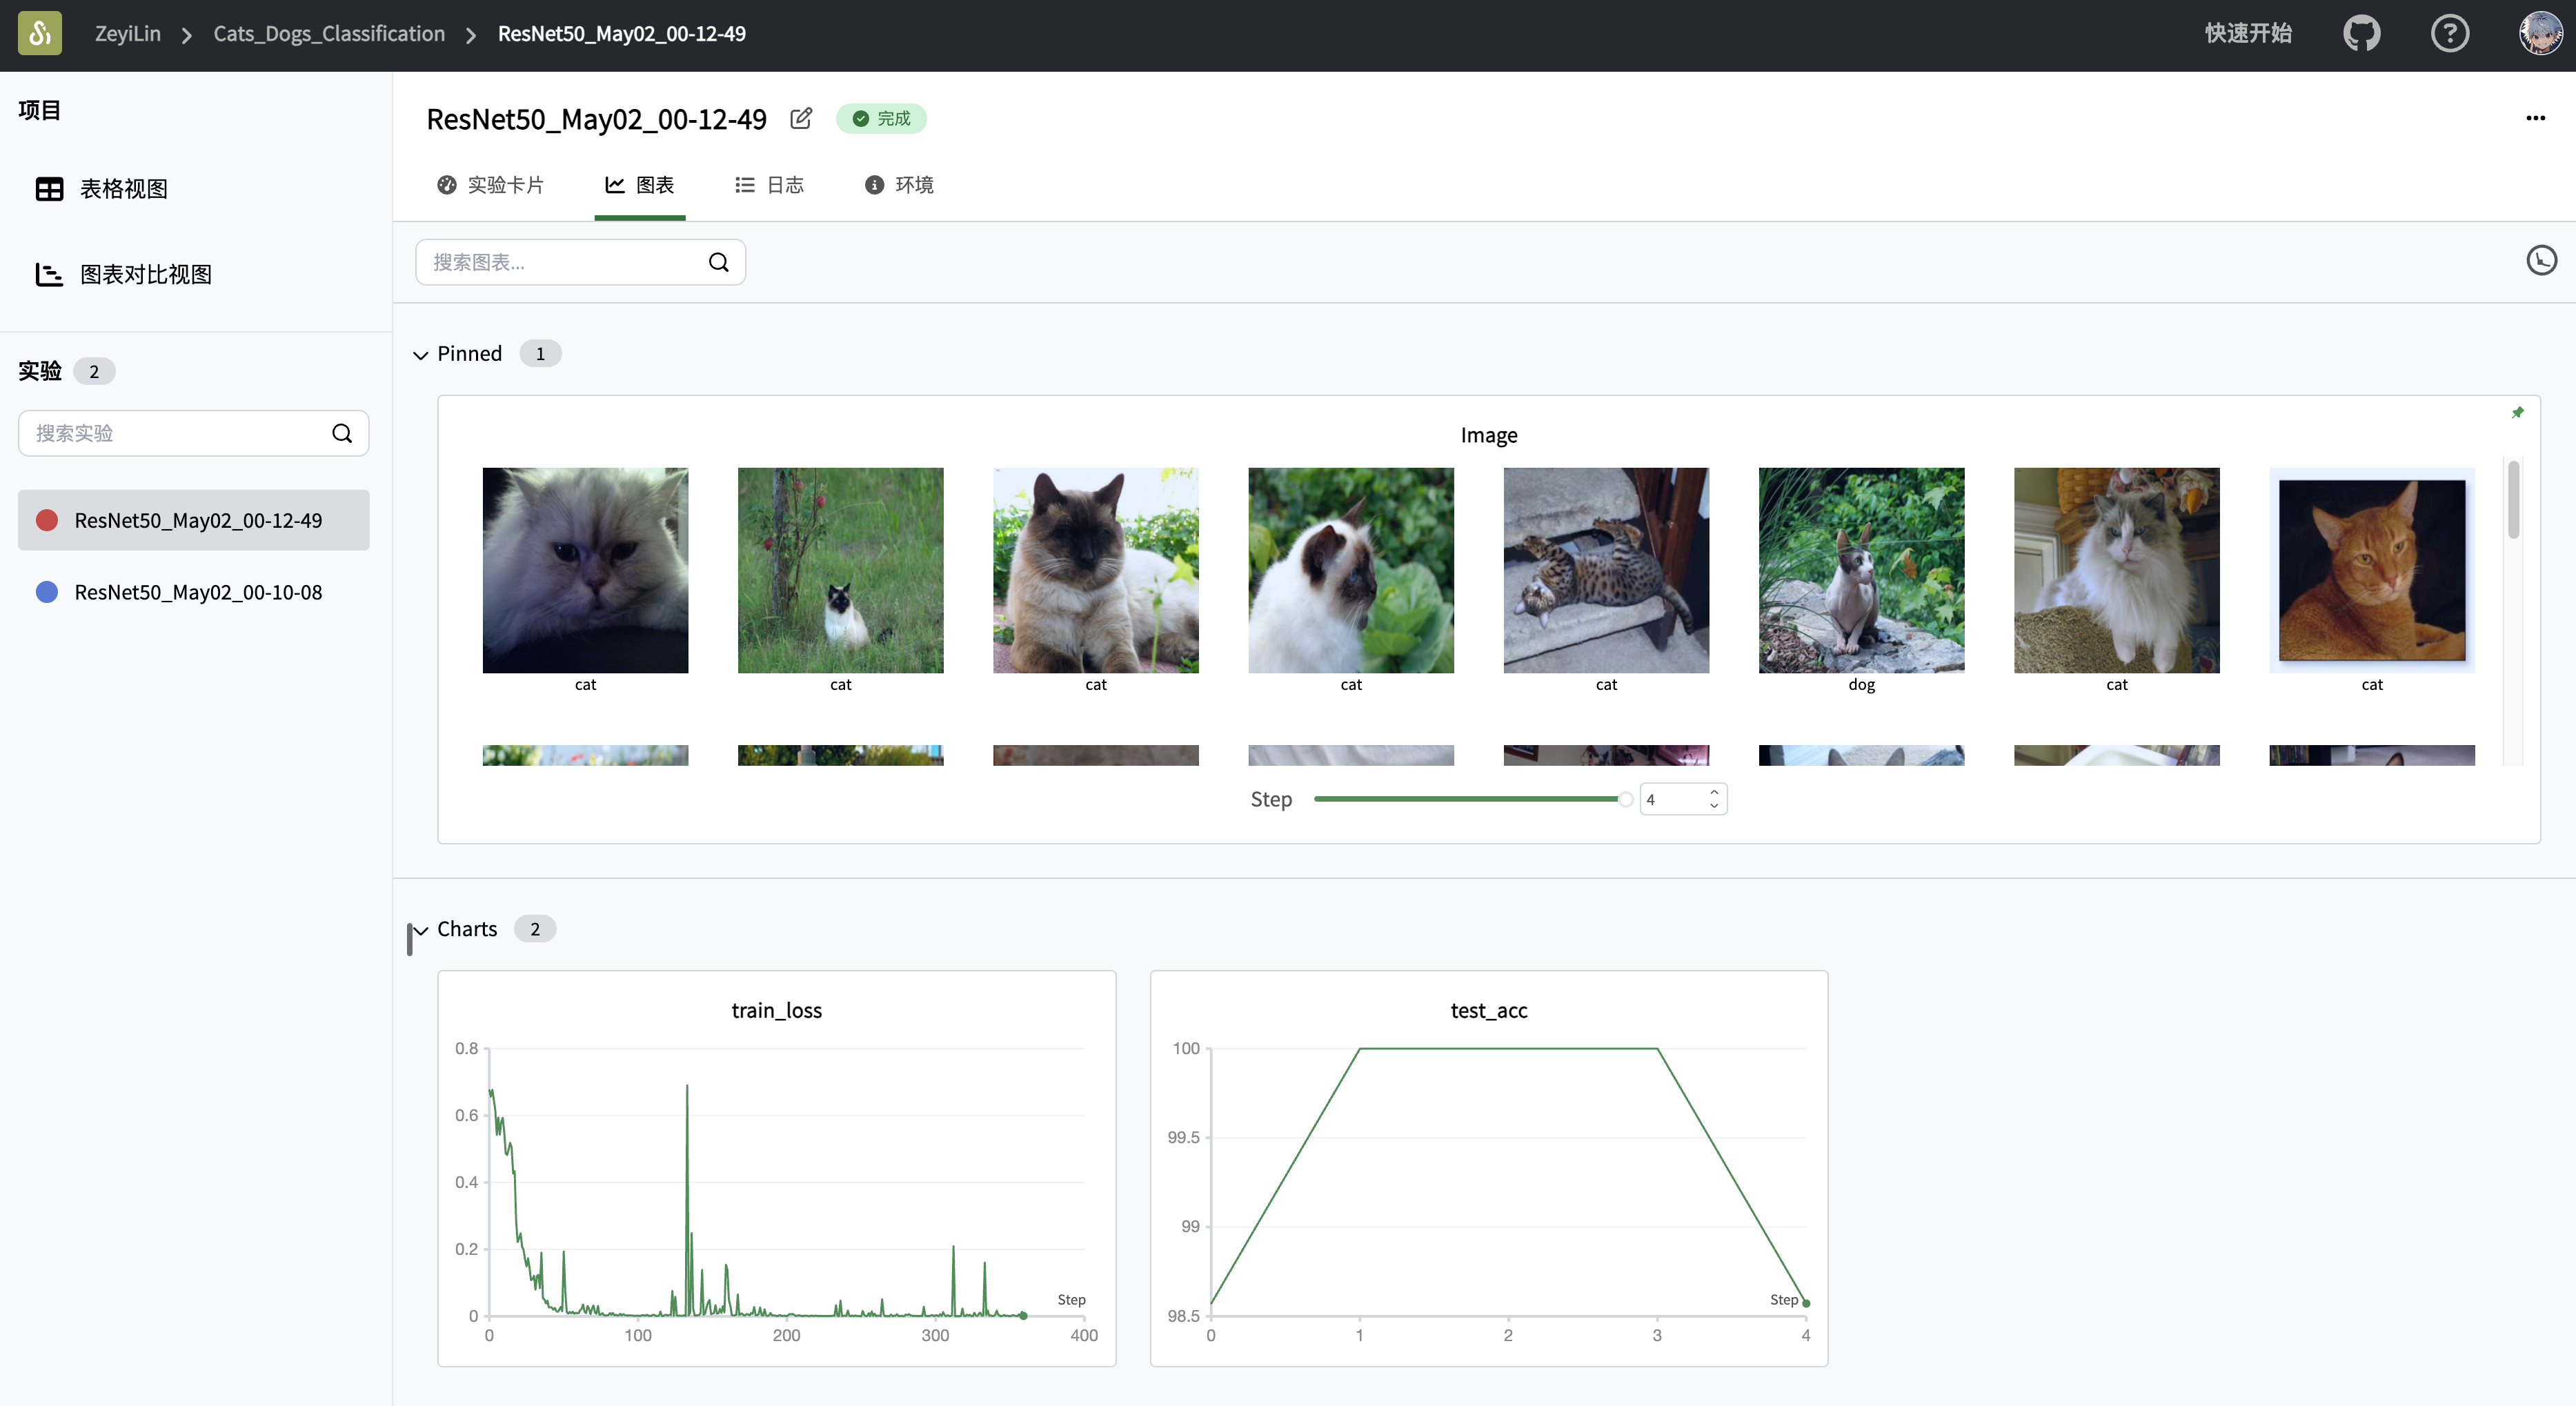 ZeyiLin > Cats_Dogs_Classification > ResNet50_May02_00-12-49
快速开始
项目
表格视图
图表对比视图
实验 2
搜索实验
ResNet50_May02_00-12-49
ResNet50_May02_00-10-08
ResNet50_May02_00-12-49 完成
实验卡片 图表 日志 环境
搜索图表...
Pinned 1
Image
cat cat cat cat cat dog cat cat
Step 4
Charts 2
train_loss
0.8
0.6
0.4
0.2
0
Step
0 100 200 300 400
test_acc
100
99.5
99
98.5
Step
0 1 2 3 4